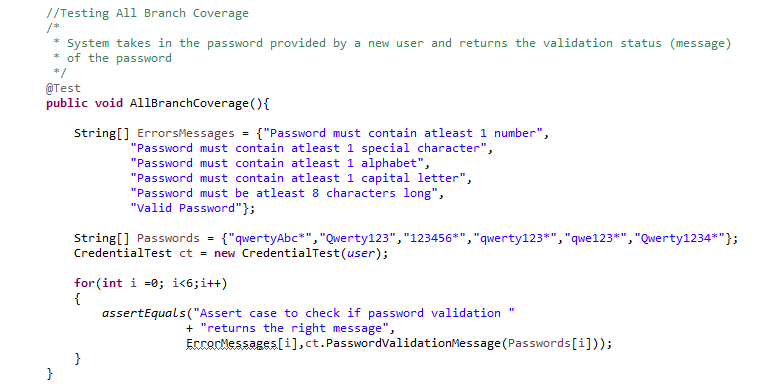 //Testing All Branch Coverage
/*
* System takes in the password provided by a new user and returns the validation status (message)
* of the password
*/
@Test
public void AllBranchCoverage(){
String[] ErrorsMessages = {"Password must contain atleast 1 number",
"Password must contain atleast 1 special character",
"Password must contain atleast 1 alphabet",
"Password must contain atleast 1 capital letter",
"Password must be atleast 8 characters long",
"Valid Password"};
String[] Passwords = {"qwertyAbc*","Qwerty123","123456*","qwerty123*","qwe123*","Qwerty1234*"};
CredentialTest ct = new CredentialTest(user);
for(int i =0; i<6;i++)
{
assertEquals("Assert case to check if password validation "
+ "returns the right message",
ErrorMessages[i],ct.PasswordValidationMessage(Passwords[i]));
}
}